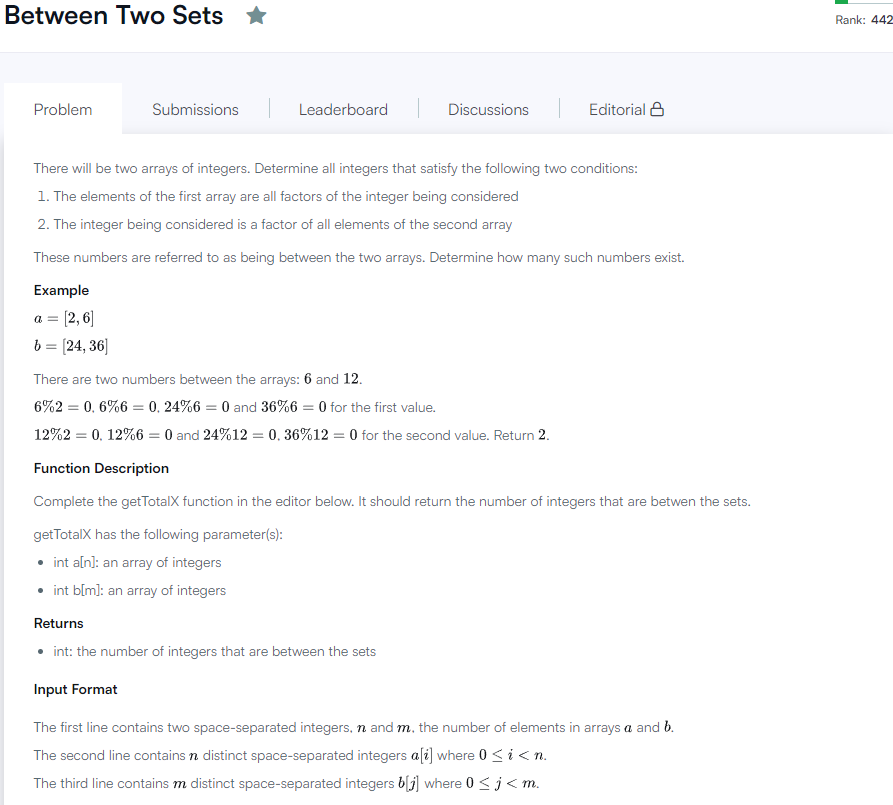 Between Two Sets
Rank: 442
Problem
Submissions
Leaderboard
Discussions
Editorial
There will be two arrays of integers. Determine all integers that satisfy the following two conditions:
1. The elements of the first array are all factors of the integer being considered
2. The integer being considered is a factor of all elements of the second array
These numbers are referred to as being between the two arrays. Determine how many such numbers exist.
Example
a = [2, 6]
b = [24, 36]
There are two numbers between the arrays: 6 and 12.
6%2 = 0, 6%6 = 0, 24%6 = 0 and 36%6 = 0 for the first value.
12%2 = 0, 12%6 = 0 and 24%12 = 0, 36%12 = 0 for the second value. Return 2.
Function Description
Complete the getTotalX function in the editor below. It should return the number of integers that are betwen the sets.
getTotalX has the following parameter(s):
• int a[n]: an array of integers
• int b[m]: an array of integers
Returns
• int: the number of integers that are between the sets
Input Format
The first line contains two space-separated integers, n and m, the number of elements in arrays a and b.
The second line contains n distinct space-separated integers a[i] where 0 ≤ i < n.
The third line contains m distinct space-separated integers b[j] where 0 ≤ j < m.